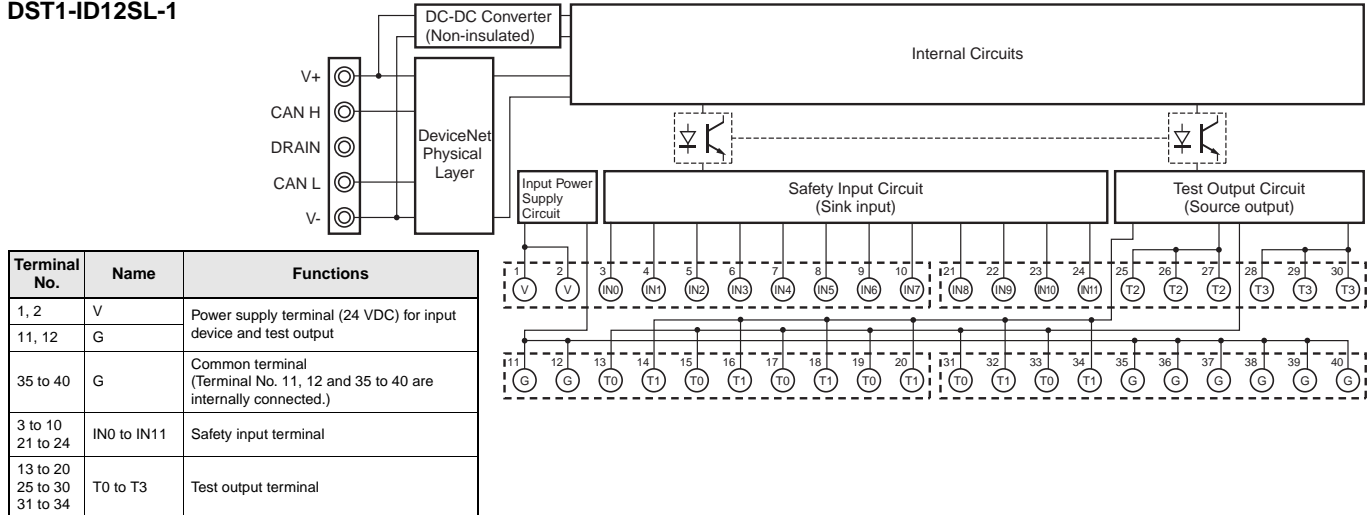 DST1-ID12SL-1
DC-DC Converter
(Non-insulated)
Internal Circuits
V+
CAN H
DRAIN
CAN L
V-
DeviceNet
Physical
Layer
Input Power
Supply
Circuit
Safety Input Circuit
(Sink input)
Test Output Circuit
(Source output)
1 2 3 4 5 6 7 8 9 10 21 22 23 24 25 26 27 28 29 30
V V IN0 IN1 IN2 IN3 IN4 IN5 IN6 IN7 IN8 IN9 IN10 IN11 T2 T2 T2 T3 T3 T3
11 12 13 14 15 16 17 18 19 20 31 32 33 34 35 36 37 38 39 40
G G T0 T1 T0 T1 T0 T1 T0 T1 T0 T1 T0 T1 G G G G G G
Terminal
No.
Name
Functions
1, 2
V
Power supply terminal (24 VDC) for input
device and test output
11, 12
G
35 to 40
G
Common terminal
(Terminal No. 11, 12 and 35 to 40 are
internally connected.)
3 to 10
21 to 24
IN0 to IN11
Safety input terminal
13 to 20
25 to 30
31 to 34
T0 to T3
Test output terminal